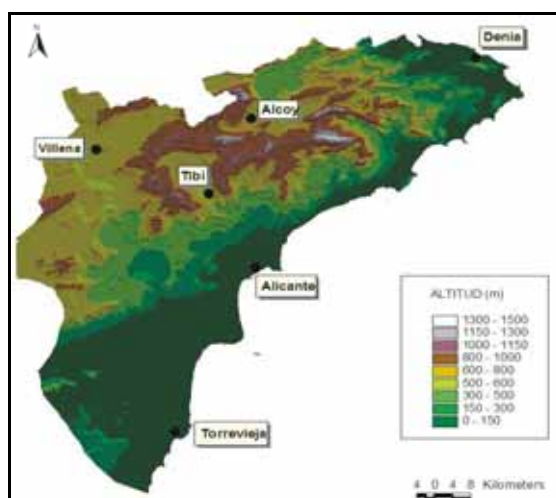 N
Denia
Alcoy
Villena
Tibi
Alicante
Torrevieja
ALTITUD (m)
1300 - 1500
1150 - 1300
1000 - 1150
800 - 1000
600 - 800
500 - 600
300 - 500
150 - 300
0 - 150
4 0 4 8 Kilometers